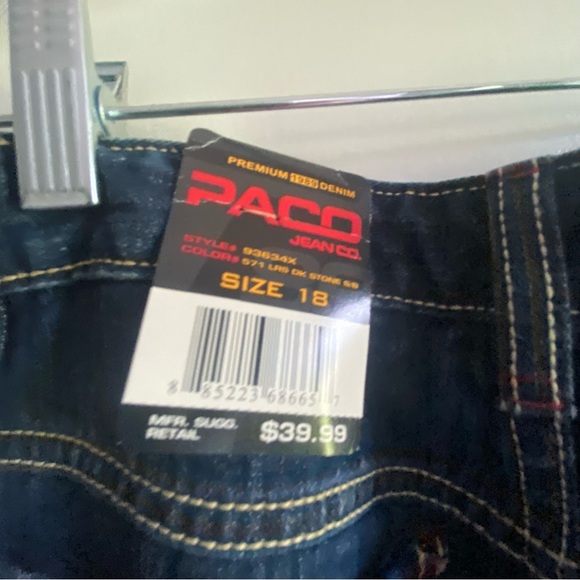 PREMIUM 1989 DENIM
PACO
JEAN CO.
STYLE# 93634X
COLOR# 571 LRS DK STONE SB
SIZE 18
8 85223 68665 1
MFR. SUGG.
RETAIL
$39.99